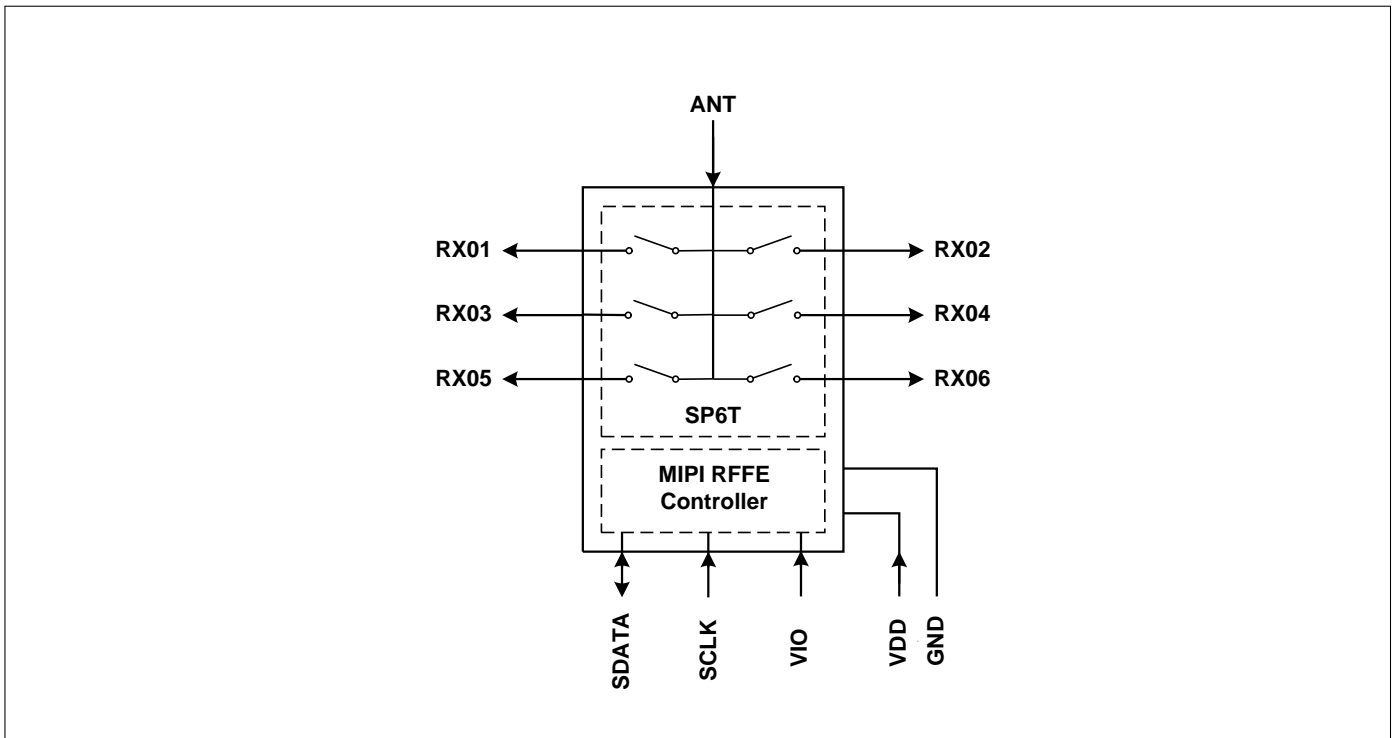 ANT
RX01
RX02
RX03
RX04
RX05
RX06
SP6T
MIPI RFFE
Controller
SDATA
SCLK
VIO
VDD
GND